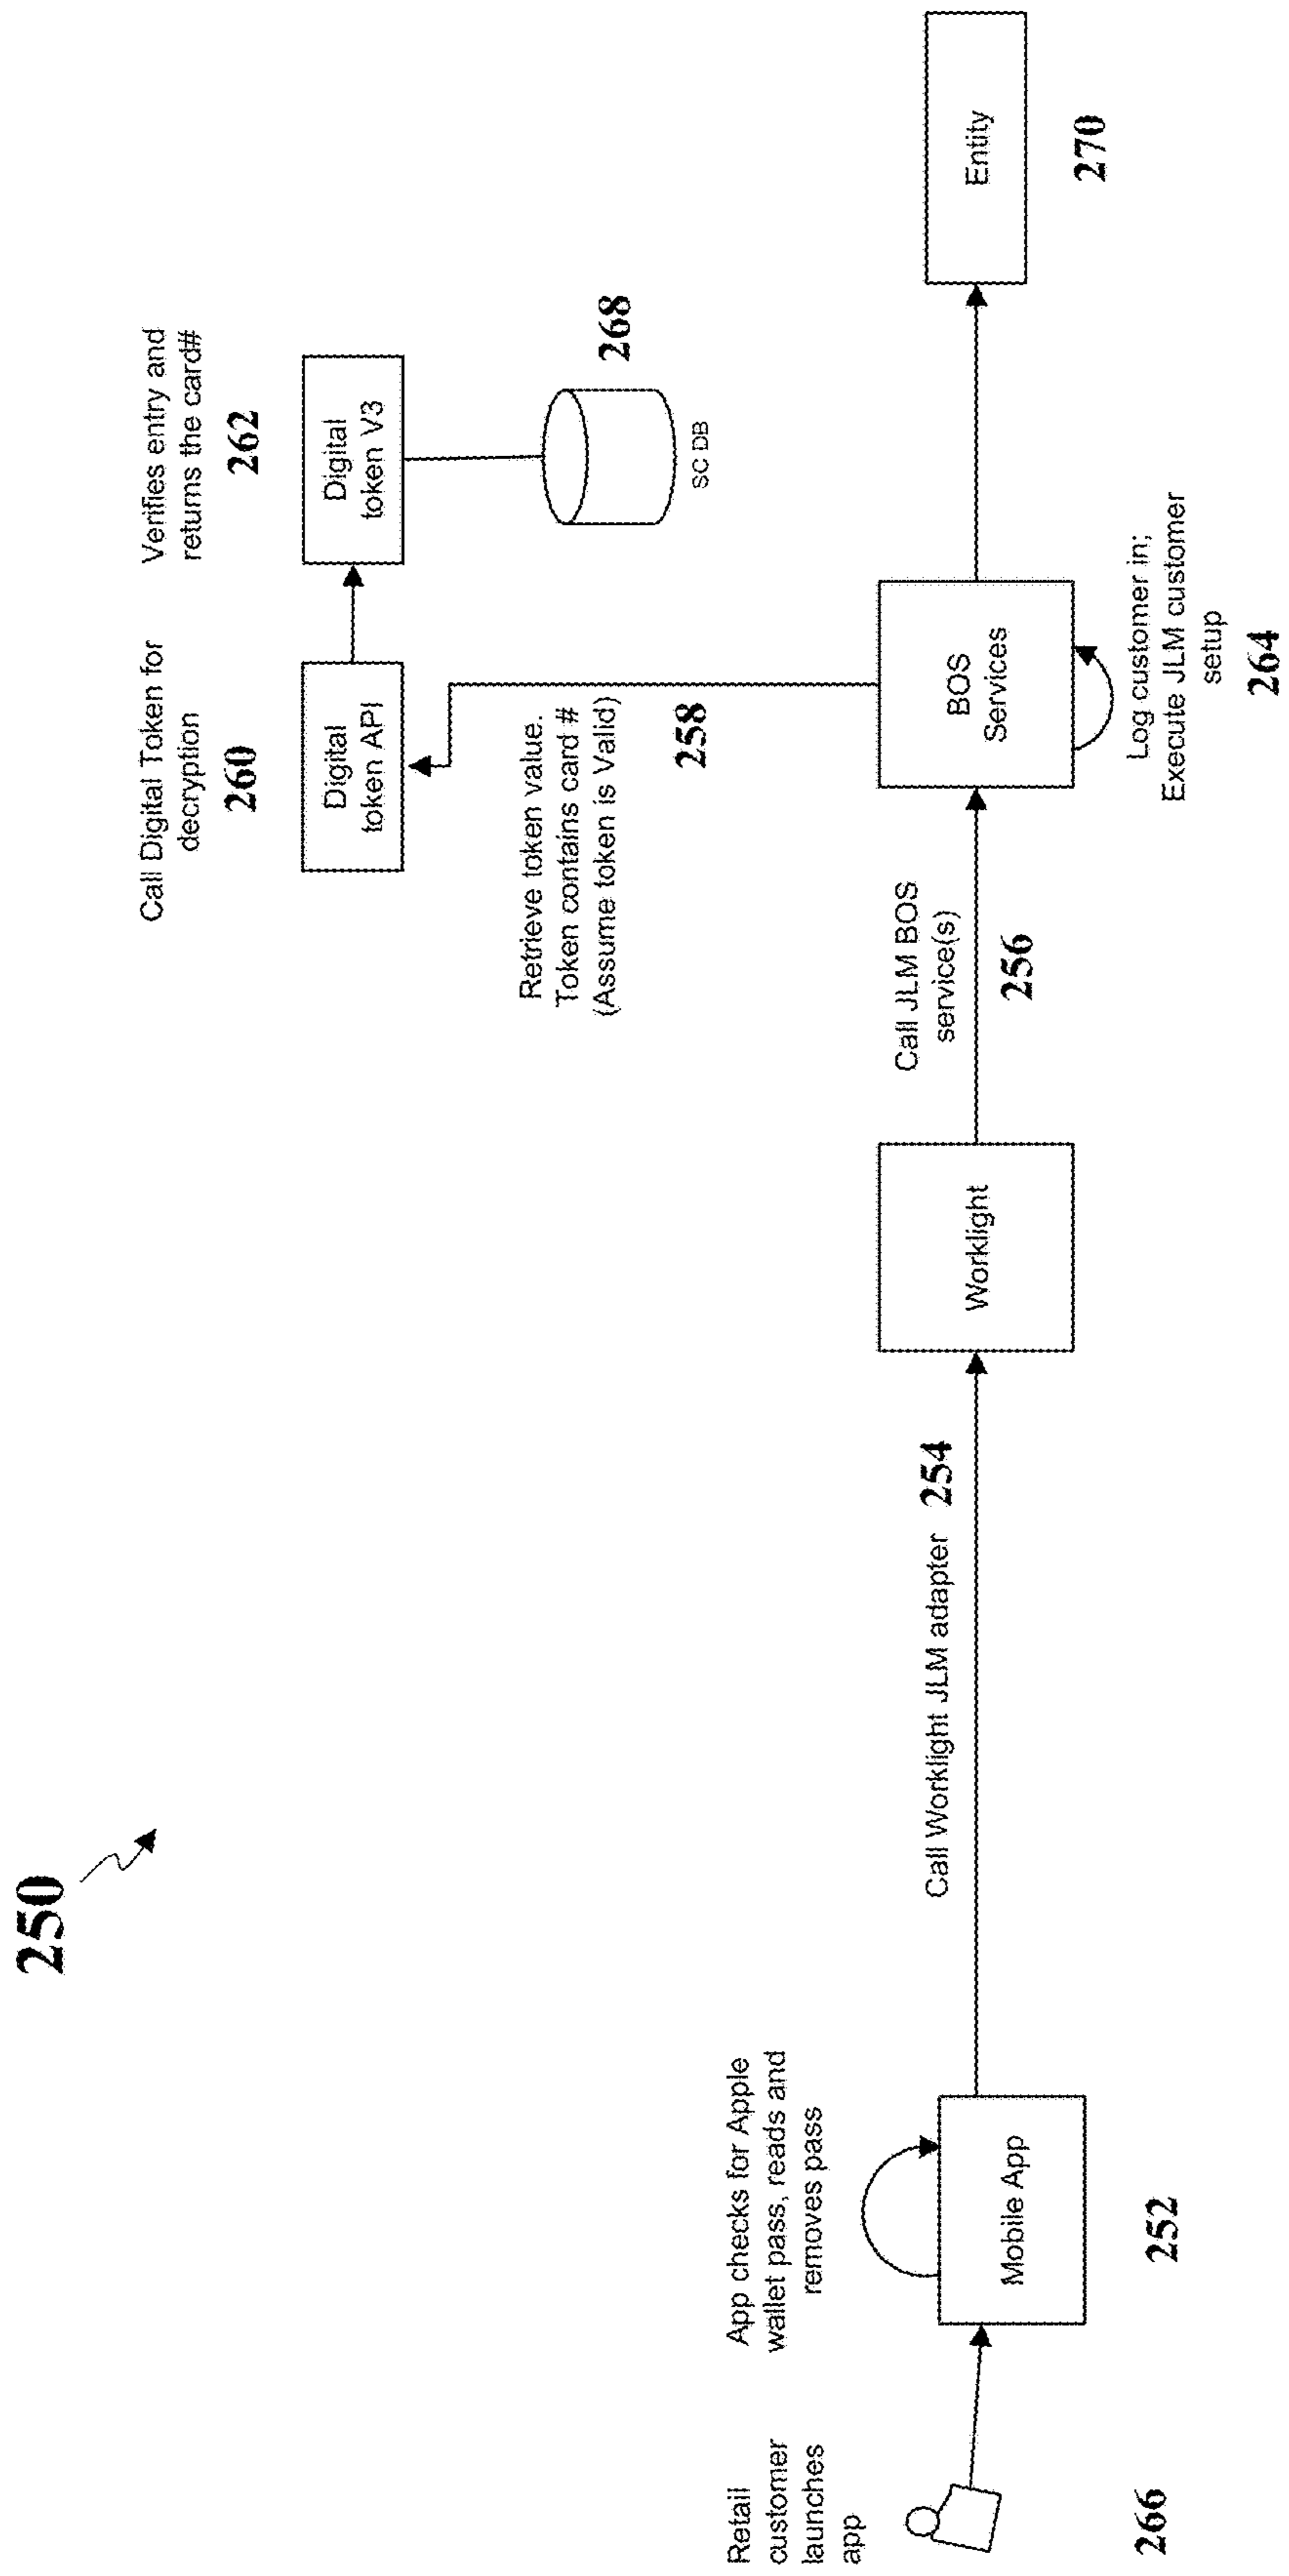 250
Retail
customer
launches
app
266
App checks for Apple
wallet pass, reads and
removes pass
Mobile App
252
Call Worklight JLM adapter 254
Worklight
Call JLM BOS
service(s)
256
BOS
Services
Log customer in;
Execute JLM customer
setup
264
Retrieve token value.
Token contains card #
(Assume token is Valid)
258
Call Digital Token for
decryption
260
Digital
token API
Verifies entry and
returns the card#
262
Digital
token V3
268
SC DB
Entity
270